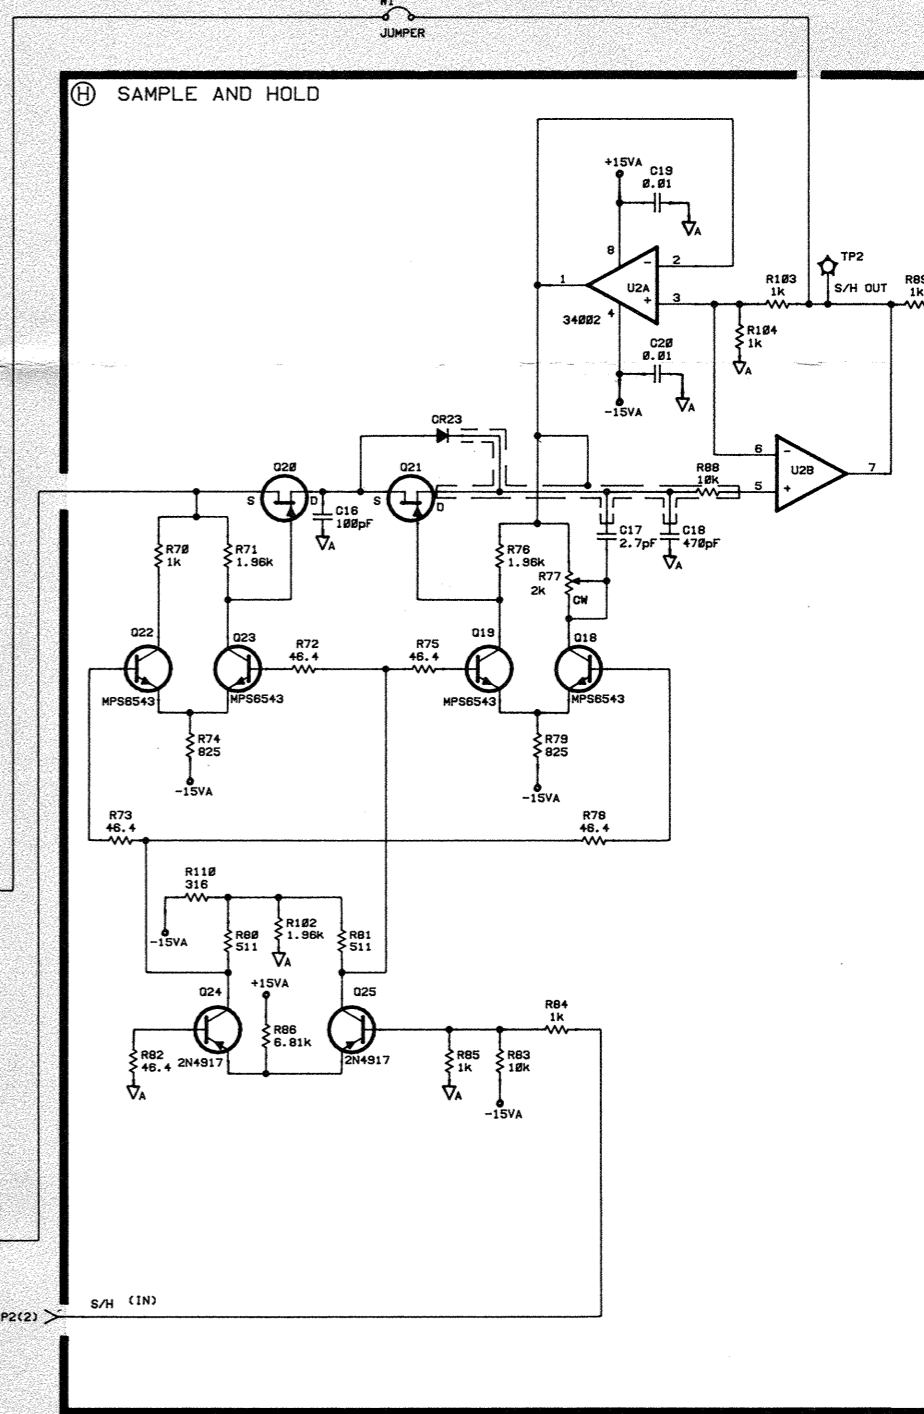 JUMPER
H SAMPLE AND HOLD
+15VA
C19
0.01
A
8
2
1
U2A
-
+
3
4
34002
TP2
R103
1k
S/H OUT
R104
1k
A
C20
0.01
A
-15VA
CR23
Q20
S
D
C16
100pF
A
Q21
S
D
R88
10k
6
5
-
+
U2B
7
C17
2.7pF
C18
470pF
A
R70
1k
R71
1.96k
R76
1.96k
R77
2k
CW
Q22
MPS6543
Q23
MPS6543
R72
46.4
R75
46.4
Q19
MPS6543
Q18
MPS6543
R74
825
-15VA
R79
825
-15VA
R73
46.4
R78
46.4
R110
316
-15VA
R80
511
R102
1.96k
A
R81
511
Q24
2N4917
+15VA
R86
6.81k
Q25
2N4917
R82
46.4
A
R84
1k
R85
1k
A
R83
10k
-15VA
P2(2)
S/H (IN)